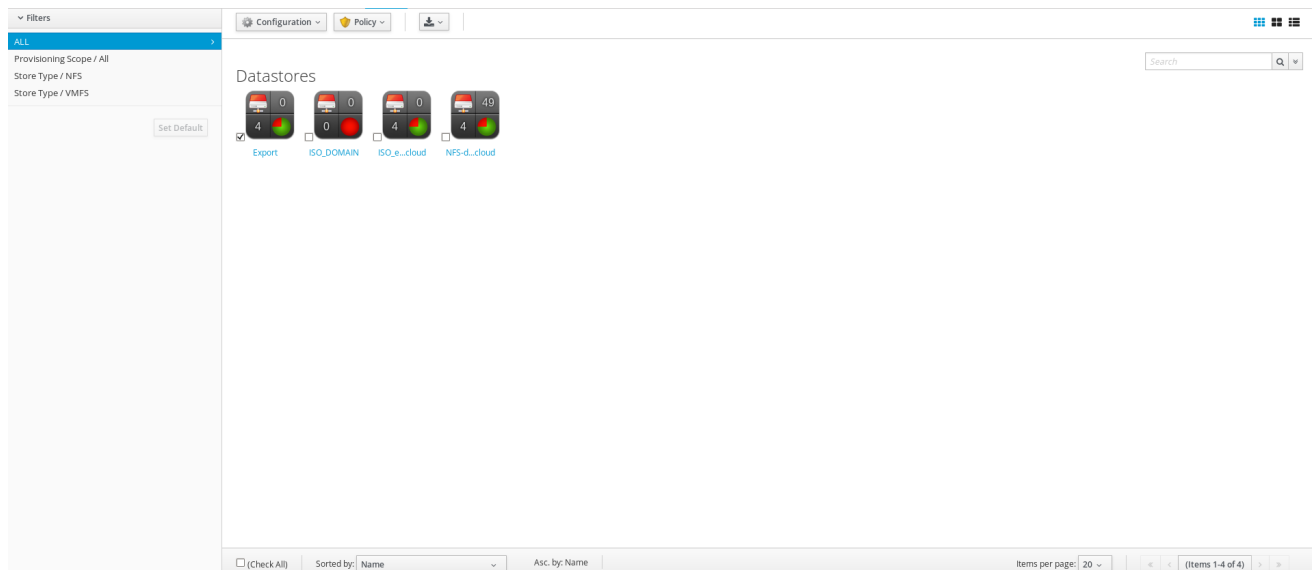 Filters
ALL
Provisioning Scope / All
Store Type / NFS
Store Type / VMFS
Set Default
Configuration
Policy
Search
Datastores
0
4
Export
0
0
ISO_DOMAIN
0
4
ISO_e...cloud
49
4
NFS-d...cloud
(Check All)
Sorted by: Name
Asc. by: Name
Items per page: 20
(Items 1-4 of 4)